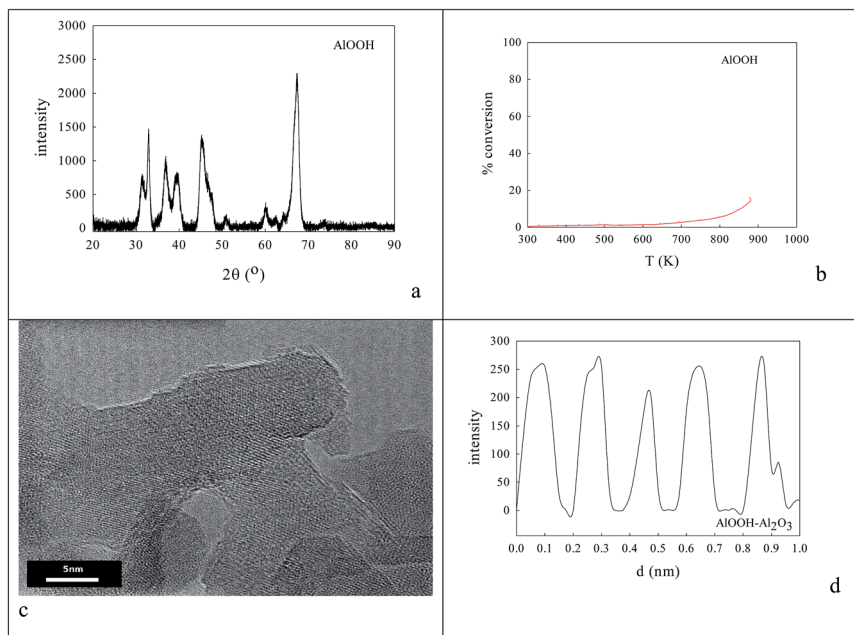 AlOOH
intensity
3000
2500
2000
1500
1000
500
0
20 30 40 50 60 70 80 90
2θ (°)
a
AlOOH
% conversion
100
80
60
40
20
0
300 400 500 600 700 800 900 1000
T (K)
b
5nm
c
intensity
300
250
200
150
100
50
0
AlOOH-Al₂O₃
0.0 0.1 0.2 0.3 0.4 0.5 0.6 0.7 0.8 0.9 1.0
d (nm)
d